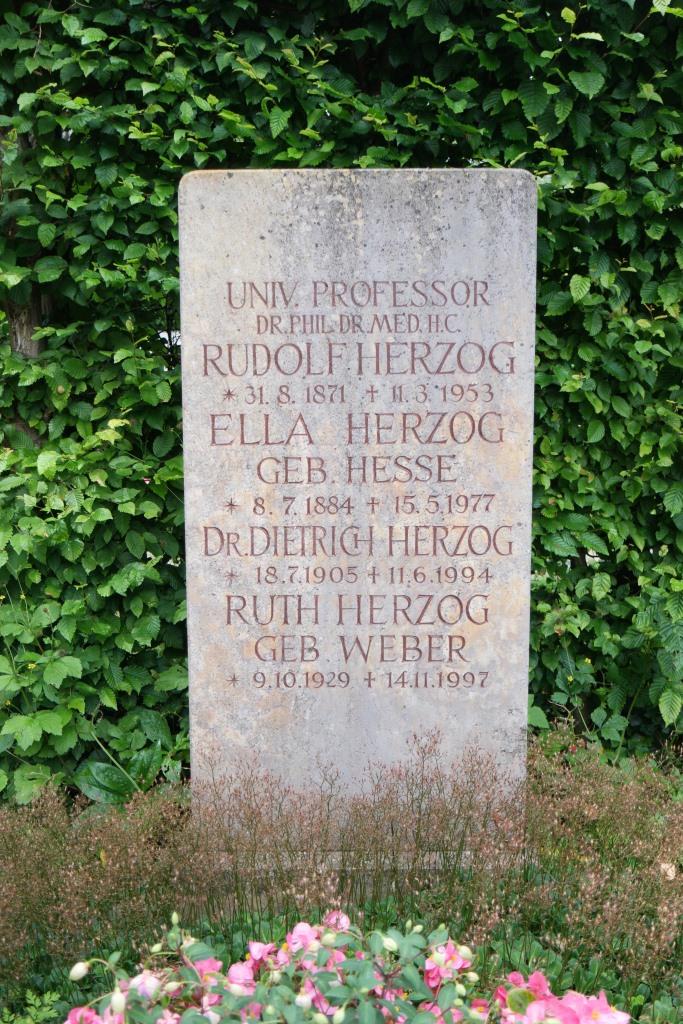 UNIV. PROFESSOR
DR. PHIL. DR. MED. H.C.
RUDOLF HERZOG
* 31. 8. 1871 + 11. 3. 1953
ELLA HERZOG
GEB. HESSE
* 8. 7. 1884 + 15. 5. 1977
DR. DIETRICH HERZOG
* 18.7.1905 + 11.6.1994
RUTH HERZOG
GEB. WEBER
* 9.10.1929 + 14.11.1997